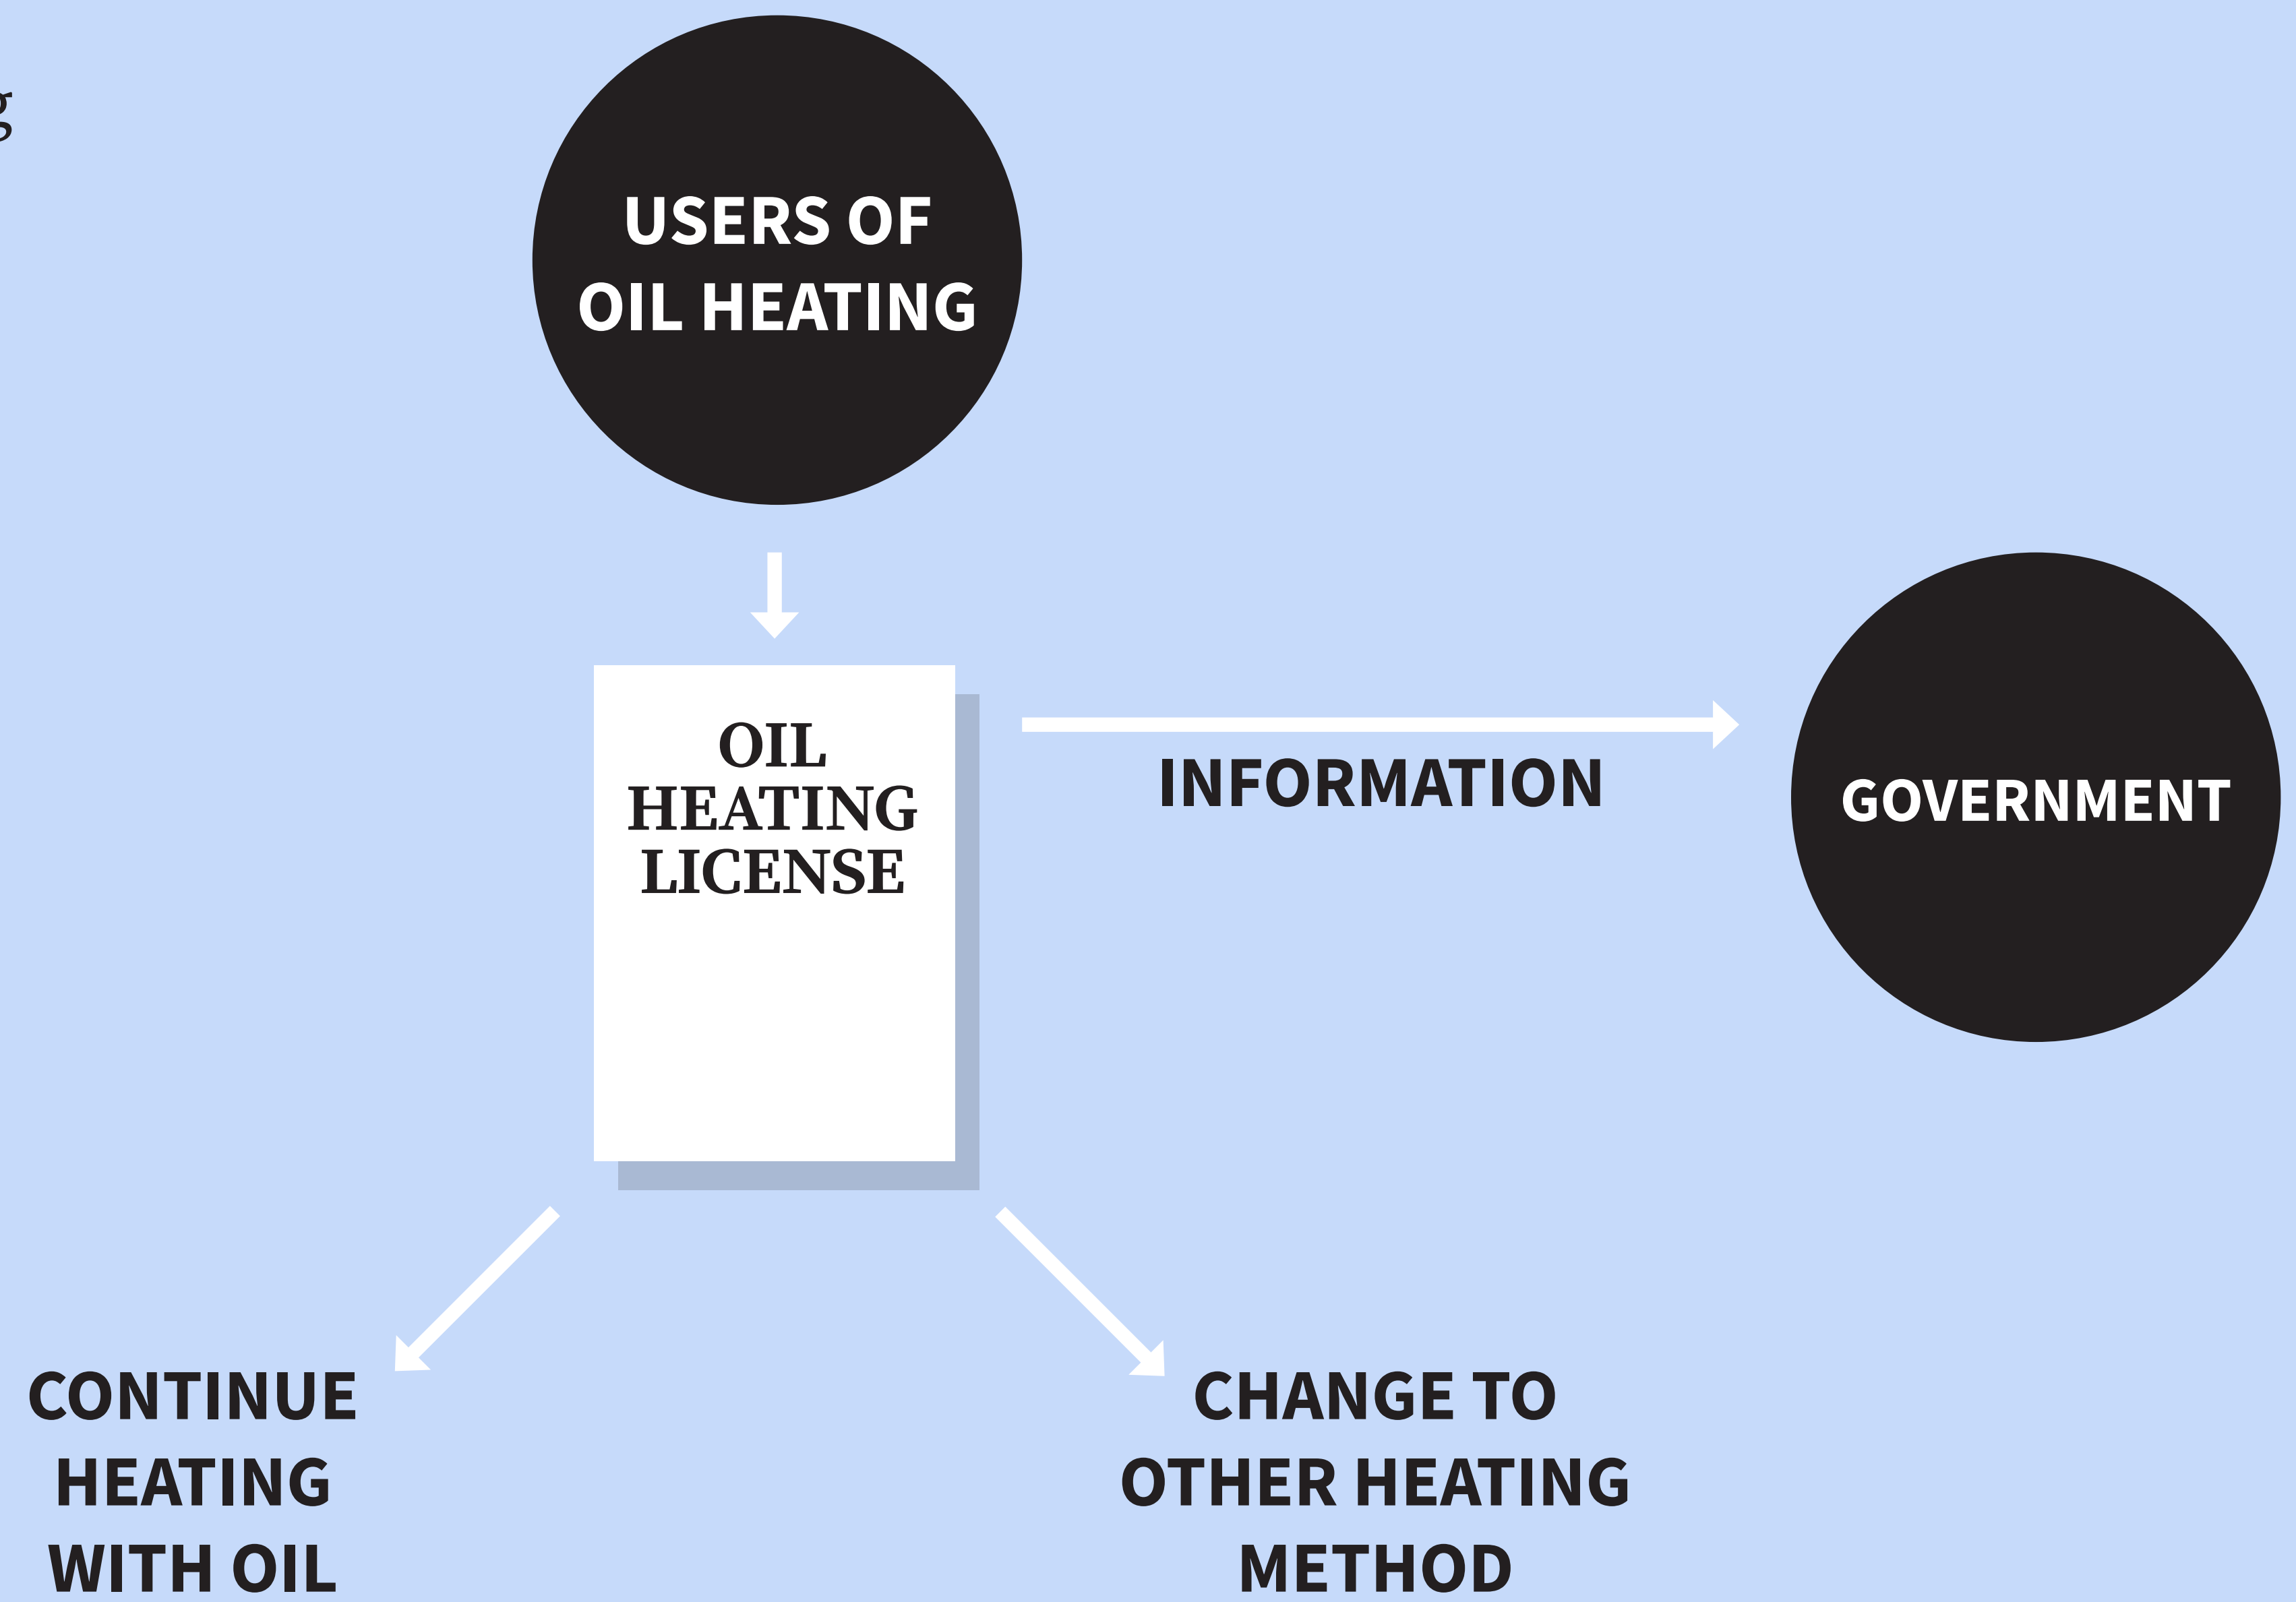 USERS OF
OIL HEATING
OIL
HEATING
LICENSE
INFORMATION
GOVERNMENT
CONTINUE
HEATING
WITH OIL
CHANGE TO
OTHER HEATING
METHOD